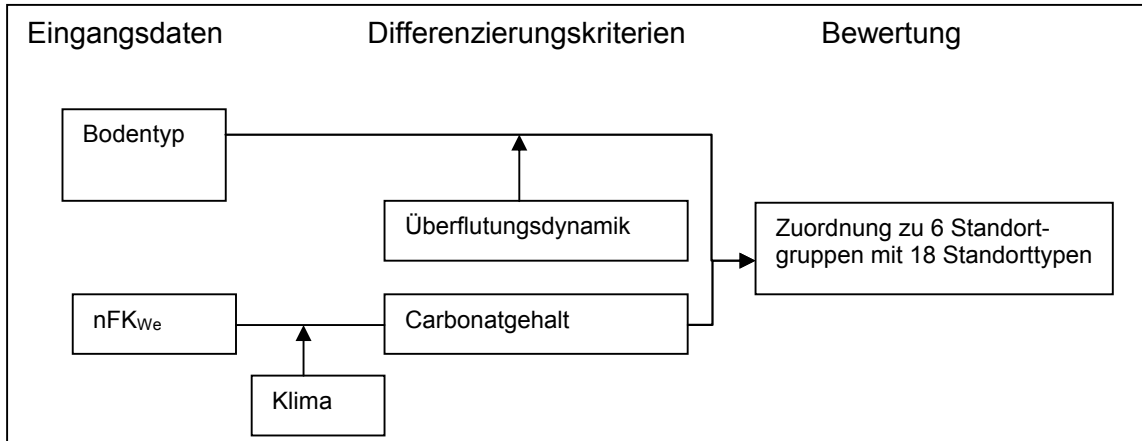 Eingangsdaten
Differenzierungskriterien
Bewertung
Bodentyp
Überflutungsdynamik
Zuordnung zu 6 Standort-
gruppen mit 18 Standorttypen
nFKWe
Carbonatgehalt
Klima